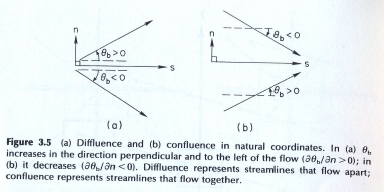 n
θb>0
s
θb<0
(a)
n
θb<0
s
θb>0
(b)
Figure 3.5 (a) Diffluence and (b) confluence in natural coordinates. In (a) θb
increases in the direction perpendicular and to the left of the flow (∂θb/∂n > 0); in
(b) it decreases (∂θb/∂n < 0). Diffluence represents streamlines that flow apart;
confluence represents streamlines that flow together.